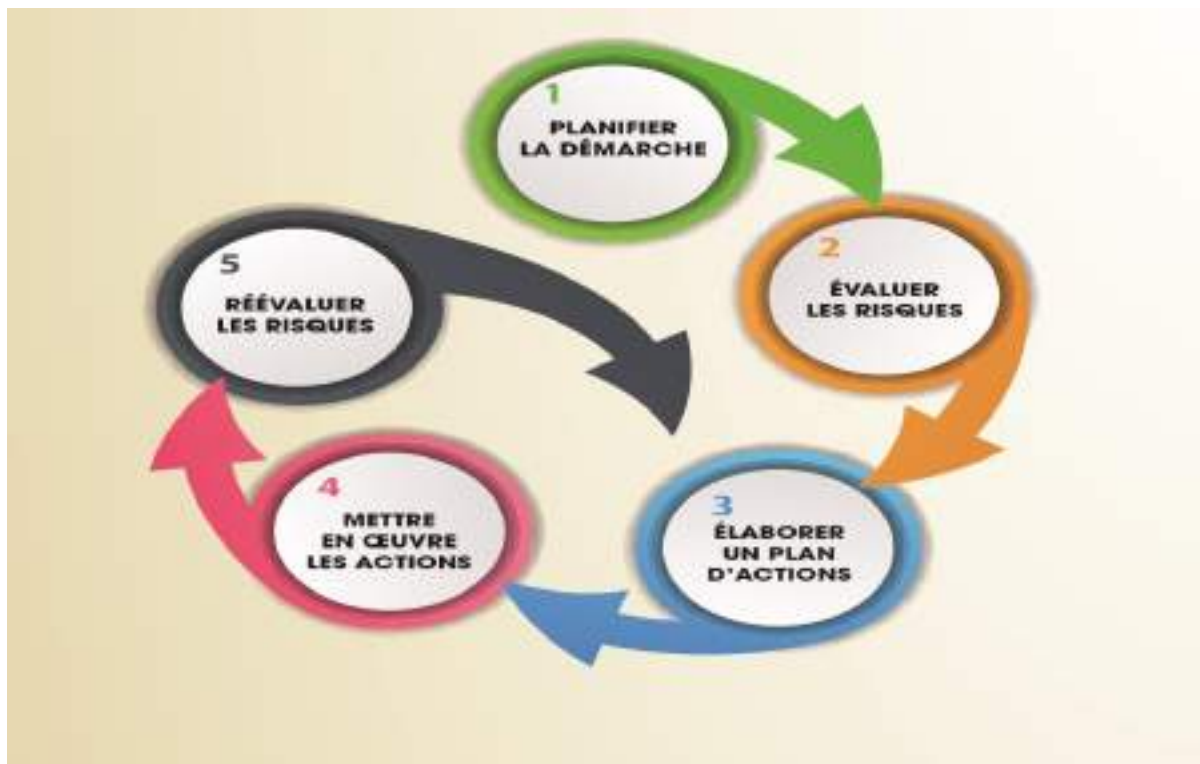 1
PLANIFIER
LA DÉMARCHE
2
ÉVALUER
LES RISQUES
3
ÉLABORER
UN PLAN
D'ACTIONS
4
METTRE
EN ŒUVRE
LES ACTIONS
5
RÉÉVALUER
LES RISQUES